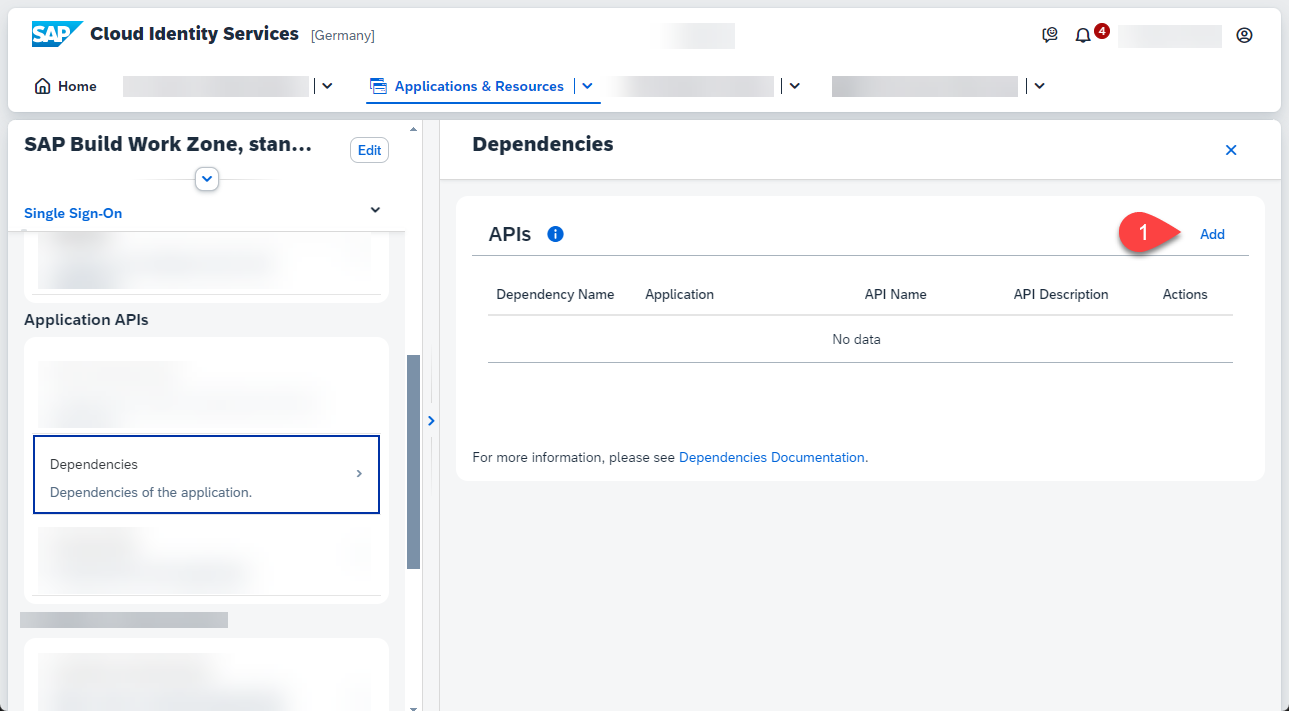 SAP Cloud Identity Services [Germany]
4
Home
Applications & Resources
SAP Build Work Zone, stan...
Edit
Single Sign-On
Application APIs
Dependencies
Dependencies of the application.
Dependencies
APIs
1
Add
Dependency Name Application API Name API Description Actions
No data
For more information, please see Dependencies Documentation.